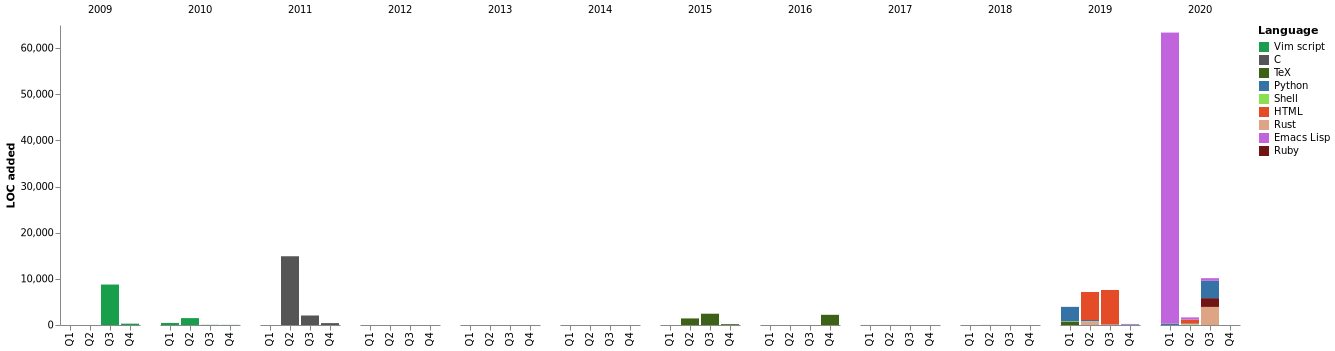 2009 2010 2011 2012 2013 2014 2015 2016 2017 2018 2019 2020
Language
Vim script
C
TeX
Python
Shell
HTML
Rust
Emacs Lisp
Ruby
LOC added
60,000
50,000
40,000
30,000
20,000
10,000
0
Q1 Q2 Q3 Q4 Q1 Q2 Q3 Q4 Q1 Q2 Q3 Q4 Q1 Q2 Q3 Q4 Q1 Q2 Q3 Q4 Q1 Q2 Q3 Q4 Q1 Q2 Q3 Q4 Q1 Q2 Q3 Q4 Q1 Q2 Q3 Q4 Q1 Q2 Q3 Q4 Q1 Q2 Q3 Q4 Q1 Q2 Q3 Q4